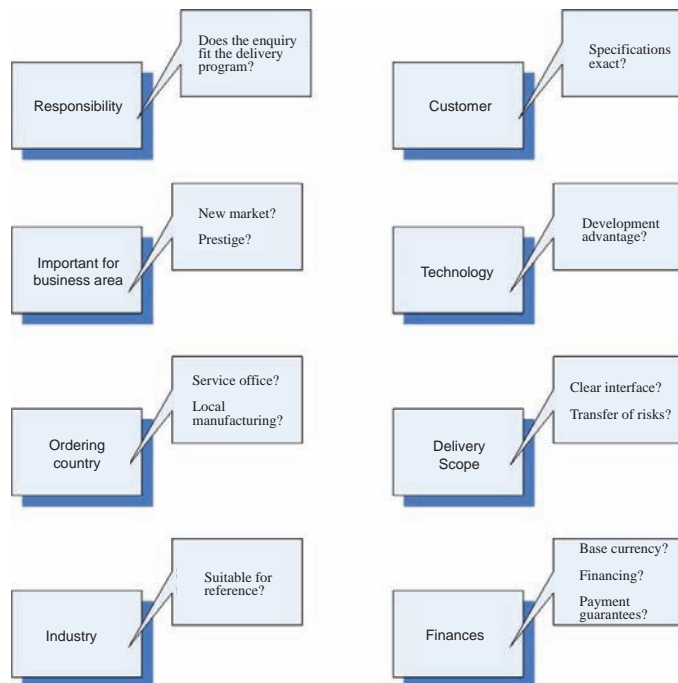 Does the enquiry
fit the delivery
program?
Responsibility
Specifications
exact?
Customer
New market?
Prestige?
Important for
business area
Development
advantage?
Technology
Service office?
Local
manufacturing?
Ordering
country
Clear interface?
Transfer of risks?
Delivery
Scope
Suitable for
reference?
Industry
Base currency?
Financing?
Payment
guarantees?
Finances